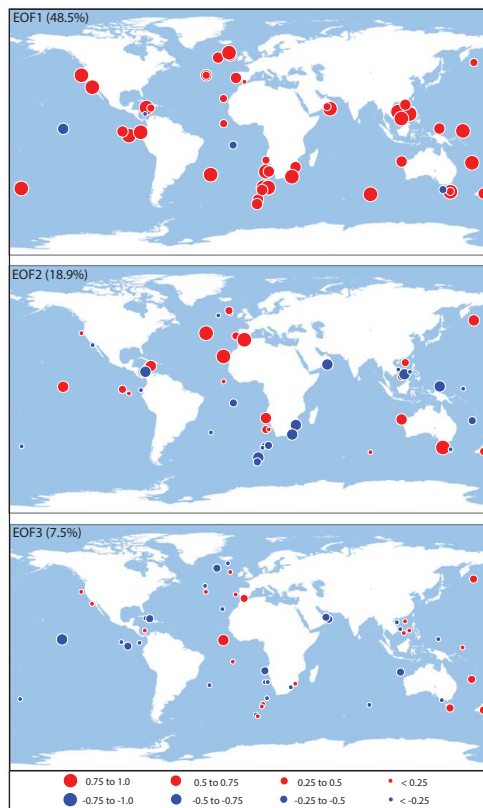 EOF1 (48.5%)
EOF2 (18.9%)
EOF3 (7.5%)
0.75 to 1.0 0.5 to 0.75 0.25 to 0.5 < 0.25
-0.75 to -1.0 -0.5 to -0.75 -0.25 to -0.5 < -0.25